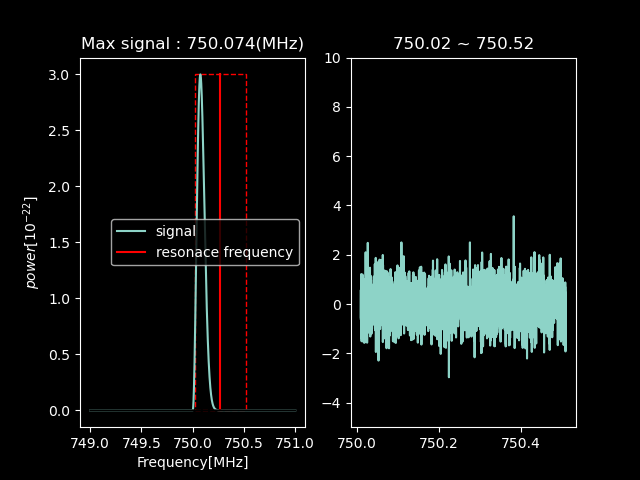 Max signal : 750.074(MHz)
3.0
2.5
2.0
1.5
1.0
0.5
0.0
power[10⁻²²]
signal
resonace frequency
749.0 749.5 750.0 750.5 751.0
Frequency[MHz]
750.02 ~ 750.52
10
8
6
4
2
0
−2
−4
750.0 750.2 750.4